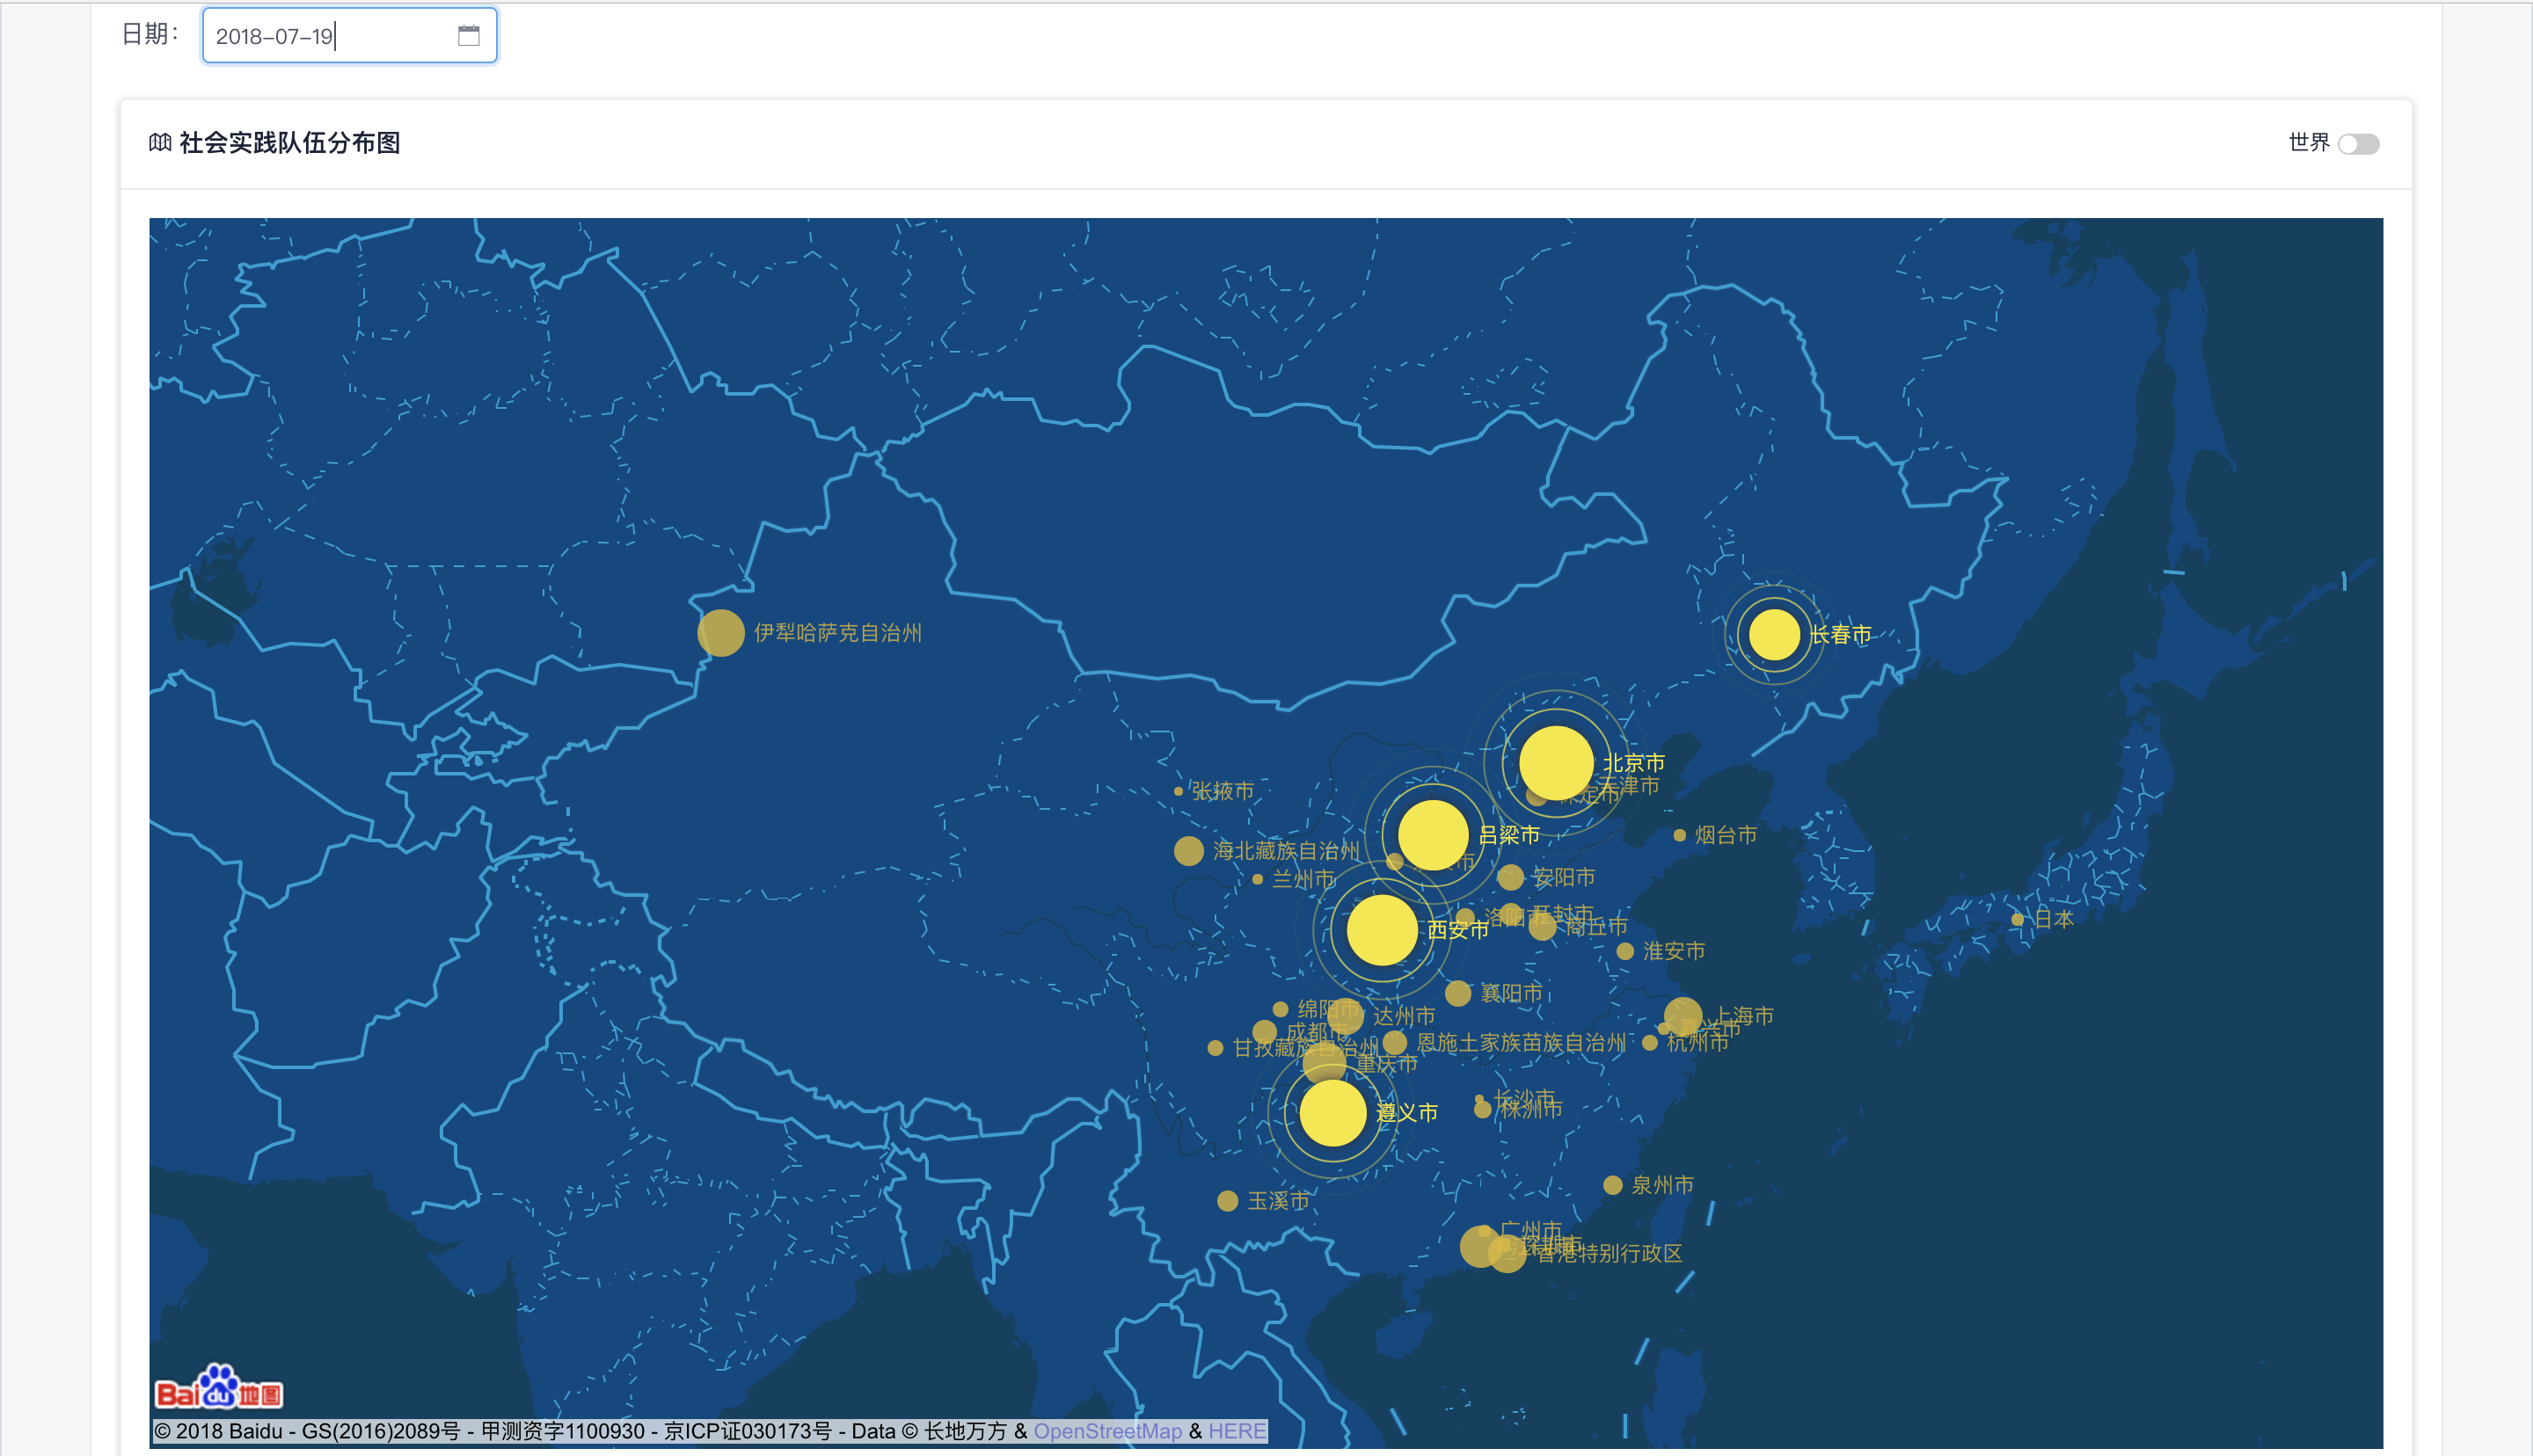 日期：
2018-07-19
社会实践队伍分布图
世界
伊犁哈萨克自治州
长春市
北京市
天津市
保定市
张掖市
吕梁市
烟台市
海北藏族自治州
市
兰州市
安阳市
洛阳市
开封市
商丘市
日本
西安市
淮安市
襄阳市
绵阳市
达州市
上海市
嘉兴市
成都市
恩施土家族苗族自治州
杭州市
甘孜藏族自治州
重庆市
长沙市
株洲市
遵义市
泉州市
玉溪市
广州市
深圳市
香港特别行政区
Bai du 地图
© 2018 Baidu - GS(2016)2089号 - 甲测资字1100930 - 京ICP证030173号 - Data © 长地万方 & OpenStreetMap & HERE